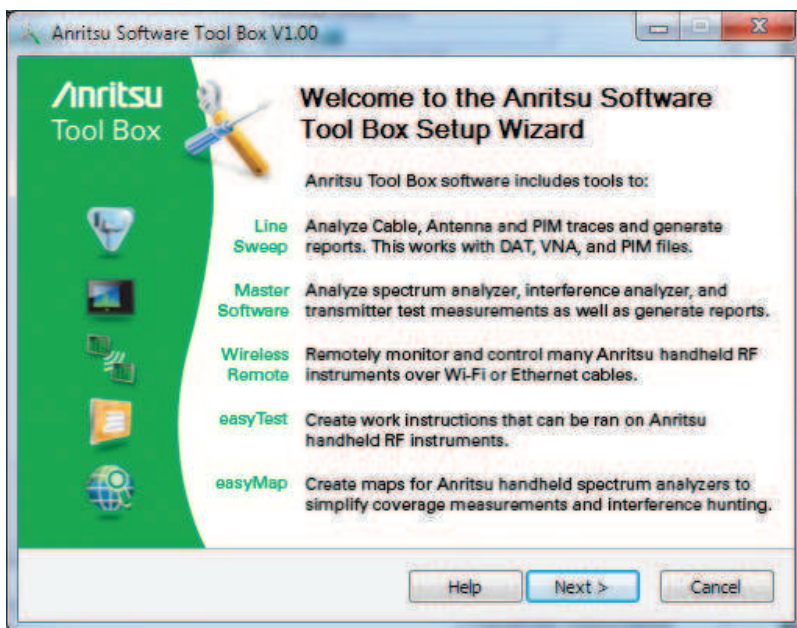 Anritsu Software Tool Box V1.00
Anritsu
Tool Box
Welcome to the Anritsu Software
Tool Box Setup Wizard
Anritsu Tool Box software includes tools to:
Line
Sweep
Analyze Cable, Antenna and PIM traces and generate
reports. This works with DAT, VNA, and PIM files.
Master
Software
Analyze spectrum analyzer, interference analyzer, and
transmitter test measurements as well as generate reports.
Wireless
Remote
Remotely monitor and control many Anritsu handheld RF
instruments over Wi-Fi or Ethernet cables.
easyTest
Create work instructions that can be ran on Anritsu
handheld RF instruments.
easyMap
Create maps for Anritsu handheld spectrum analyzers to
simplify coverage measurements and interference hunting.
Help
Next >
Cancel